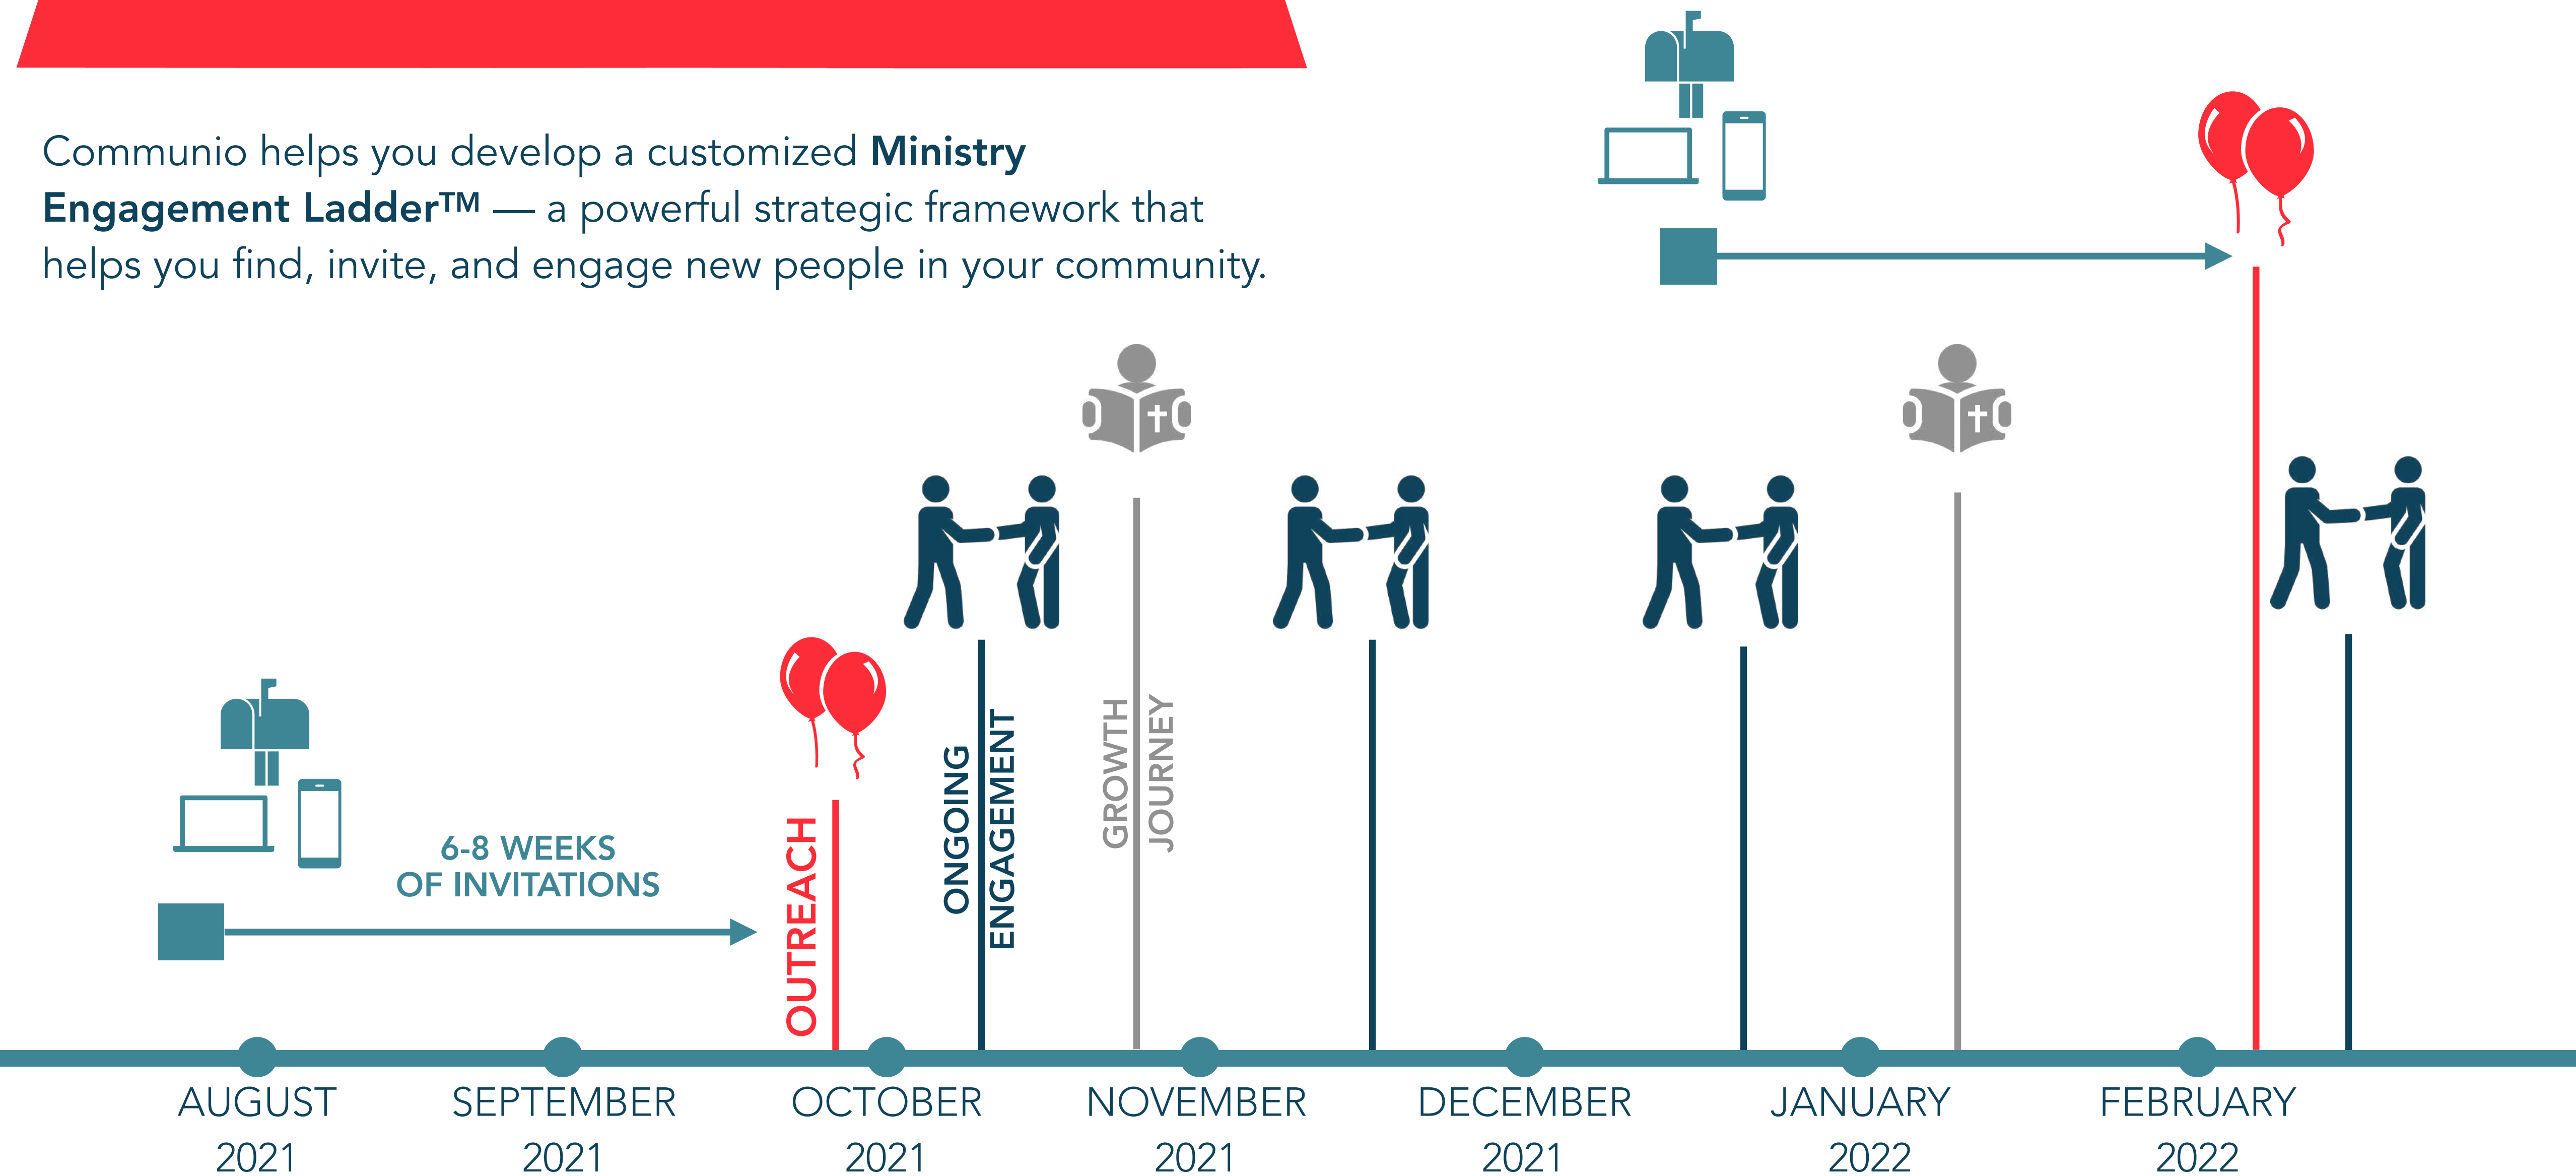 Communio helps you develop a customized Ministry
Engagement Ladder™ — a powerful strategic framework that
helps you find, invite, and engage new people in your community.
6-8 WEEKS
OF INVITATIONS
OUTREACH
ONGOING
ENGAGEMENT
GROWTH
JOURNEY
AUGUST
2021
SEPTEMBER
2021
OCTOBER
2021
NOVEMBER
2021
DECEMBER
2021
JANUARY
2022
FEBRUARY
2022